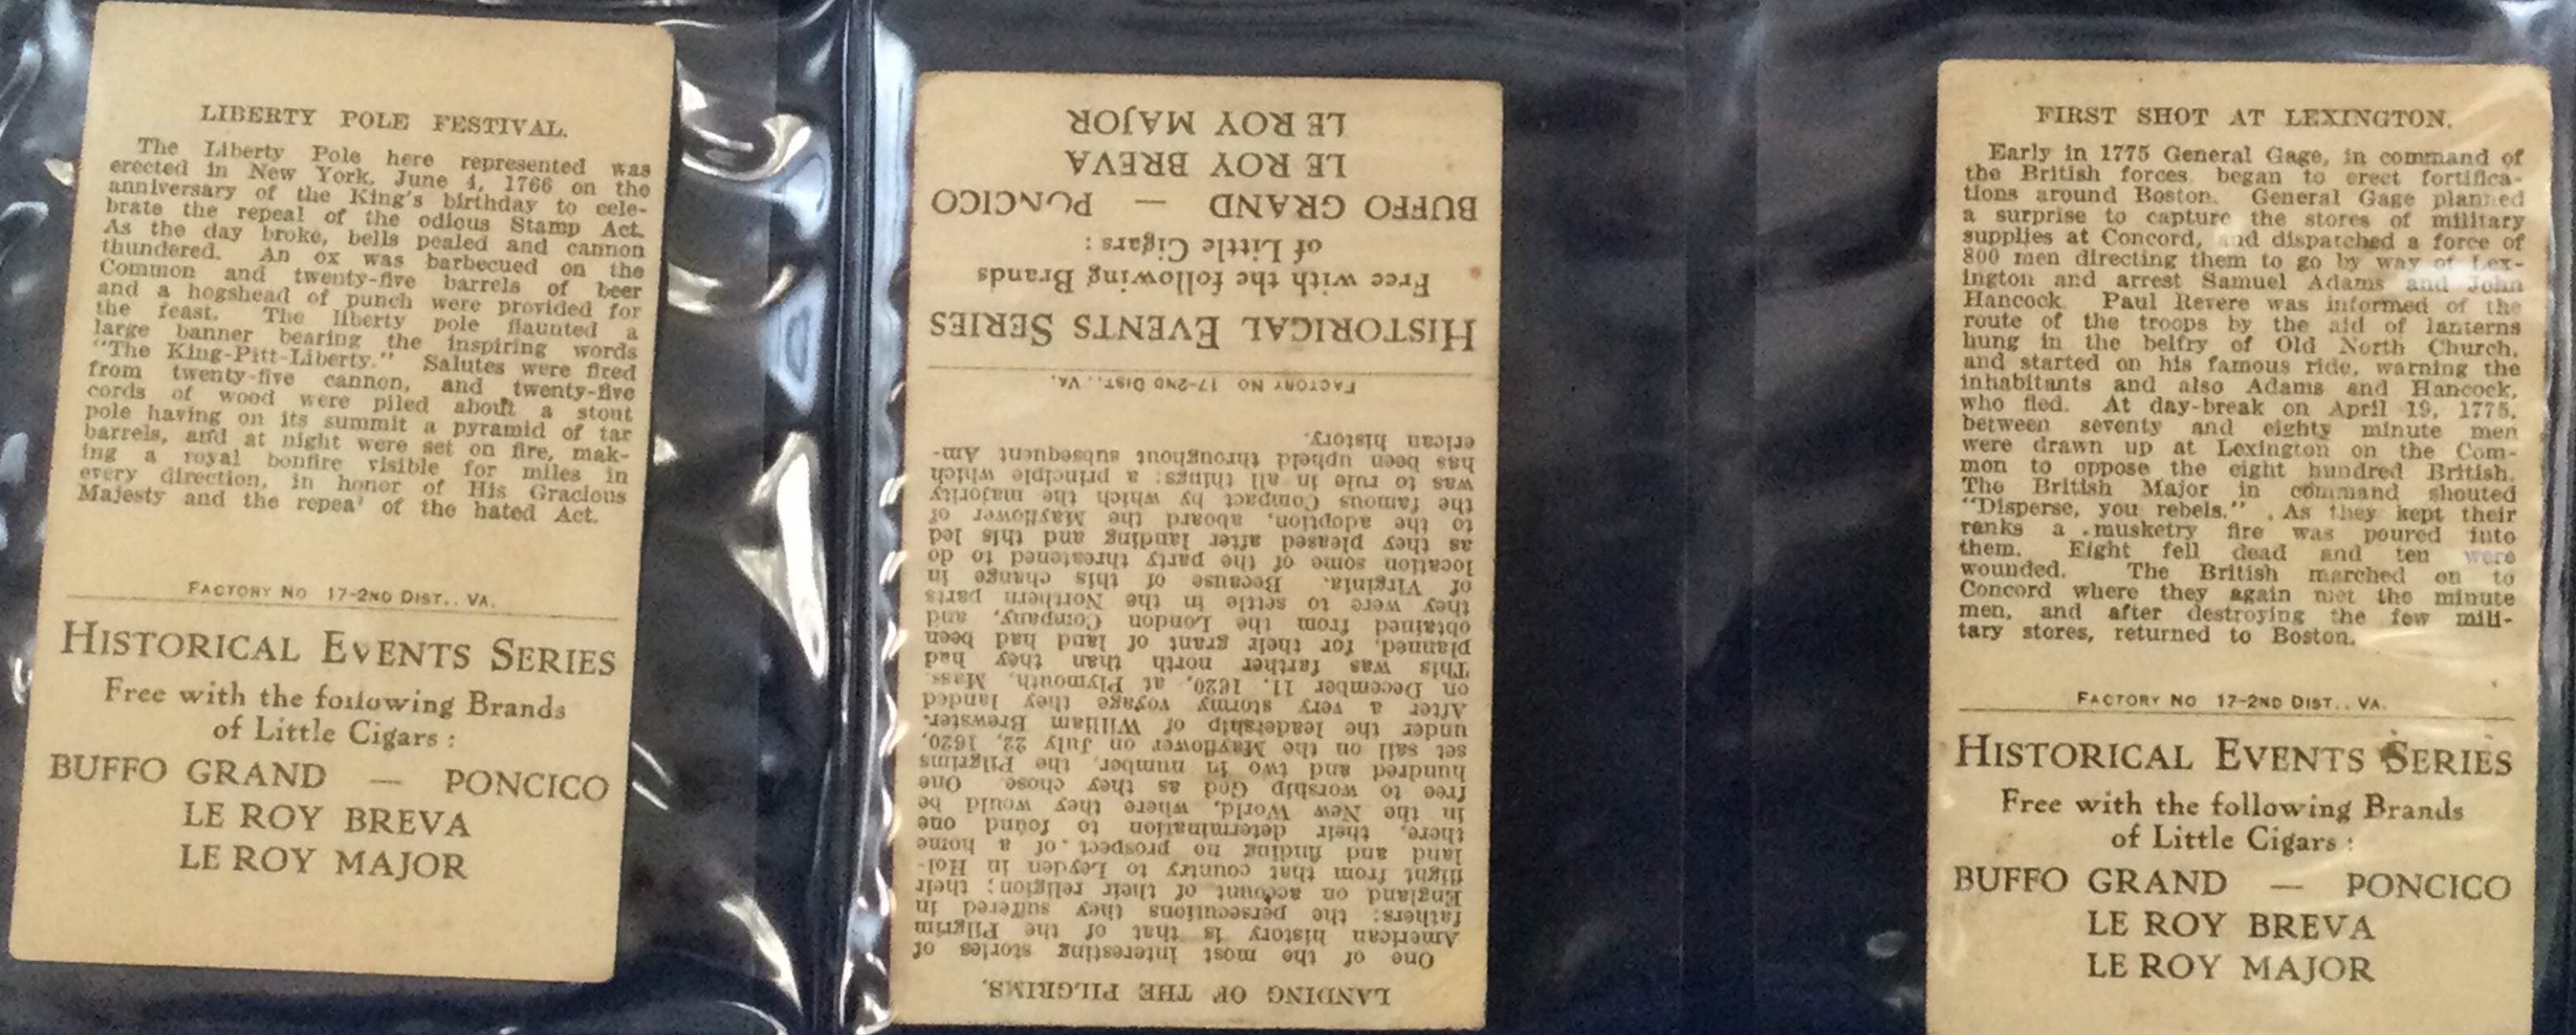 LIBERTY POLE FESTIVAL.
The Liberty Pole here represented was
erected in New York, June 4, 1766 on the
anniversary of the King's birthday to cele-
brate the repeal of the odious Stamp Act.
As the day broke, bells pealed and cannon
thundered. An ox was barbecued on the
Common and twenty-five barrels of beer
and a hogshead of punch were provided for
the feast. The liberty pole flaunted a
large banner bearing the inspiring words
"The King-Pitt-Liberty." Salutes were fired
from twenty-five cannon, and twenty-five
cords of wood were piled about a stout
pole having on its summit a pyramid of tar
barrels, and at night were set on fire, mak-
ing a royal bonfire visible for miles in
every direction, in honor of His Gracious
Majesty and the repeal of the hated Act.
FACTORY NO 17-2ND DIST., VA.
HISTORICAL EVENTS SERIES
Free with the following Brands
of Little Cigars:
BUFFO GRAND — PONCICO
LE ROY BREVA
LE ROY MAJOR
LANDING OF THE PILGRIMS.
One of the most interesting stories of
American history is that of the Pilgrim
fathers; the persecutions they suffered in
England on account of their religion; their
flight from that country to Leyden in Hol-
land and finding no prospect of a home
there, their determination to found one
in the New World, where they would be
free to worship God as they chose. One
hundred and two in number, the Pilgrims
set sail on the Mayflower on July 22, 1620,
under the leadership of William Brewster.
After a very stormy voyage they landed
on December 11, 1620, at Plymouth, Mass.
This was farther north than they had
planned, for their grant of land had been
obtained from the London Company, and
they were to settle in the Northern parts
of Virginia. Because of this change in
location some of the party threatened to do
as they pleased after landing and this led
to the adoption, aboard the Mayflower of
the famous Compact by which the majority
was to rule in all things; a principle which
has been upheld throughout subsequent Am-
erican history.
FACTORY NO 17-2ND DIST., VA.
HISTORICAL EVENTS SERIES
Free with the following Brands
of Little Cigars:
BUFFO GRAND — PONCICO
LE ROY BREVA
LE ROY MAJOR
FIRST SHOT AT LEXINGTON.
Early in 1775 General Gage, in command of
the British forces began to erect fortifica-
tions around Boston. General Gage planned
a surprise to capture the stores of military
supplies at Concord, and dispatched a force of
800 men directing them to go by way of Lex-
ington and arrest Samuel Adams and John
Hancock. Paul Revere was informed of the
route of the troops by the aid of lanterns
hung in the belfry of Old North Church,
and started on his famous ride, warning the
inhabitants and also Adams and Hancock,
who fled. At day-break on April 19, 1775,
between seventy and eighty minute men
were drawn up at Lexington on the Com-
mon to oppose the eight hundred British.
The British Major in command shouted
"Disperse, you rebels." As they kept their
ranks a musketry fire was poured into
them. Eight fell dead and ten were
wounded. The British marched on to
Concord where they again met the minute
men, and after destroying the few mili-
tary stores, returned to Boston.
FACTORY NO 17-2ND DIST., VA.
HISTORICAL EVENTS SERIES
Free with the following Brands
of Little Cigars:
BUFFO GRAND — PONCICO
LE ROY BREVA
LE ROY MAJOR